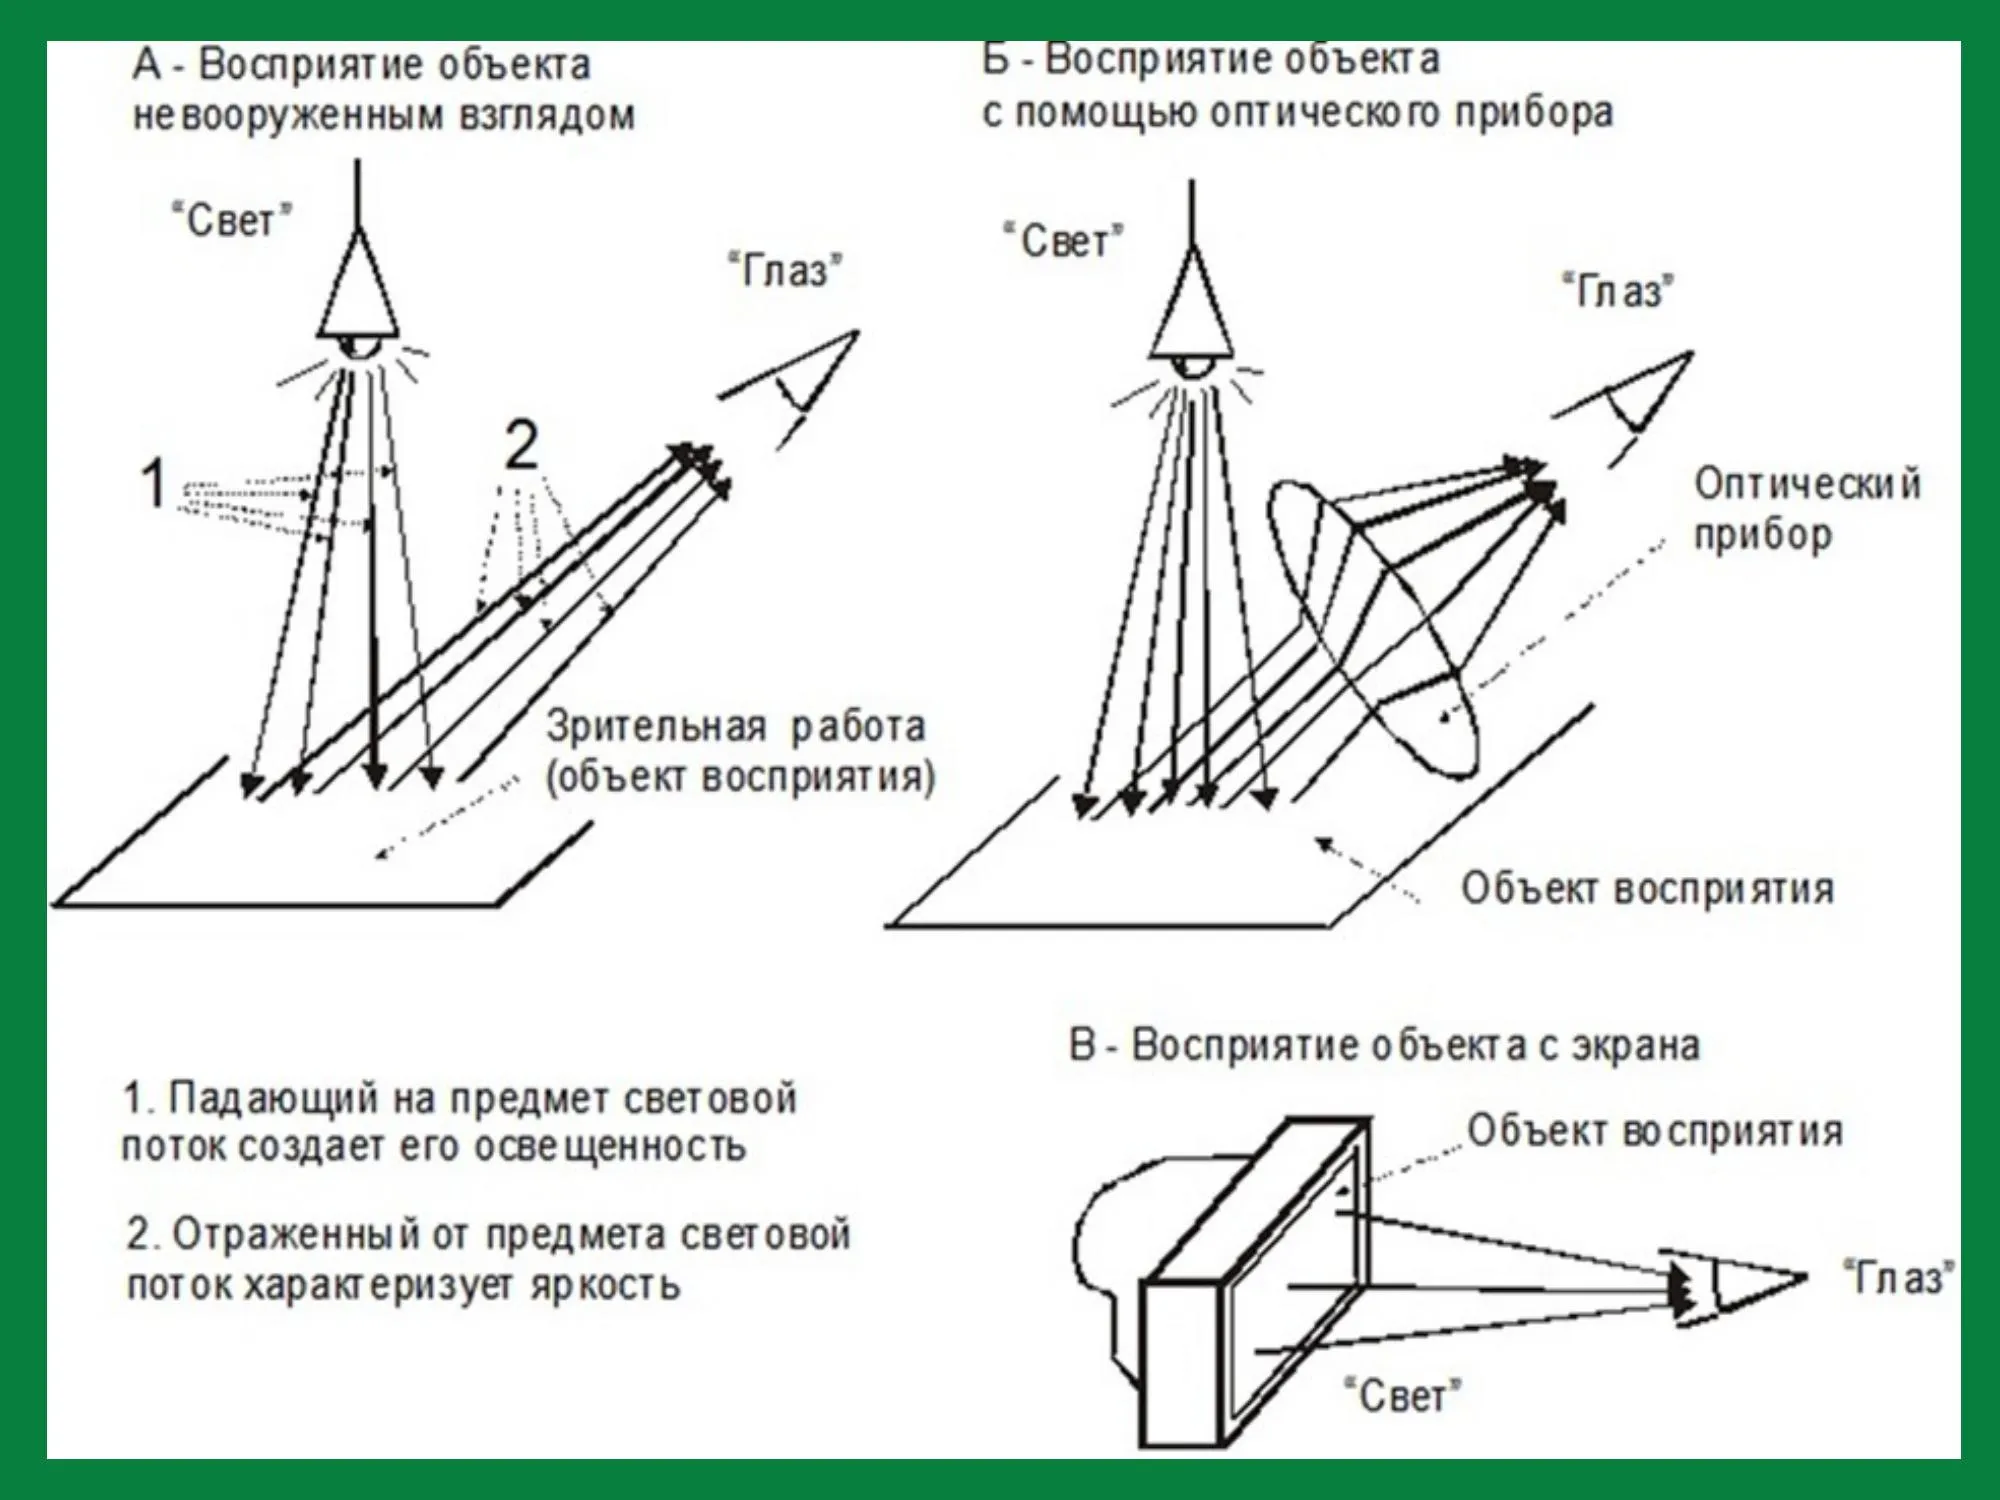 А - Восприятие объекта
невооруженным взглядом
“Свет”
“Глаз”
1
2
Зрительная работа
(объект восприятия)
Б - Восприятие объекта
с помощью оптического прибора
“Свет”
“Глаз”
Оптический
прибор
Объект восприятия
1. Падающий на предмет световой
поток создает его освещенность
2. Отраженный от предмета световой
поток характеризует яркость
В - Восприятие объекта с экрана
Объект восприятия
“Глаз”
“Свет”